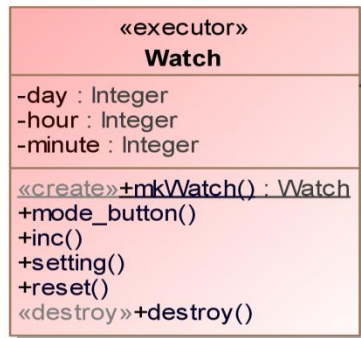 «executor»
Watch
-day : Integer
-hour : Integer
-minute : Integer
«create»+mkWatch() : Watch
+mode_button()
+inc()
+setting()
+reset()
«destroy»+destroy()